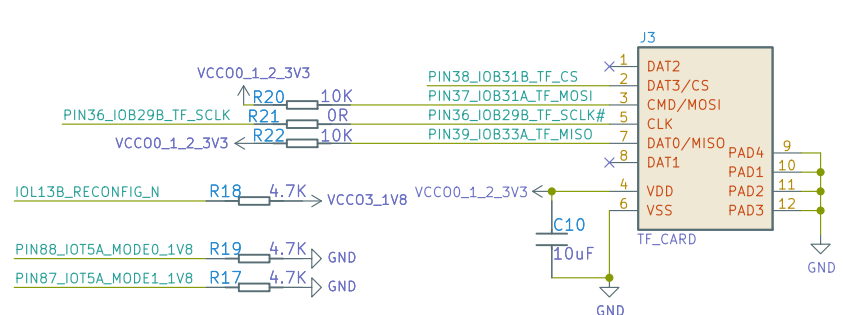 J3
VCCO0_1_2_3V3
1 DAT2
PIN38_IOB31B_TF_CS 2 DAT3/CS
R20 10K PIN37_IOB31A_TF_MOSI 3 CMD/MOSI
PIN36_IOB29B_TF_SCLK R21 0R PIN36_IOB29B_TF_SCLK# 5 CLK
VCCO0_1_2_3V3 R22 10K PIN39_IOB33A_TF_MISO 7 DAT0/MISO
PAD4 9
8 DAT1
PAD1 10
IOL13B_RECONFIG_N R18 4.7K VCCO3_1V8
VCCO0_1_2_3V3 4 VDD PAD2 11
6 VSS PAD3 12
C10
10uF
TF_CARD
PIN88_IOT5A_MODE0_1V8 R19 4.7K GND
GND
PIN87_IOT5A_MODE1_1V8 R17 4.7K GND
GND